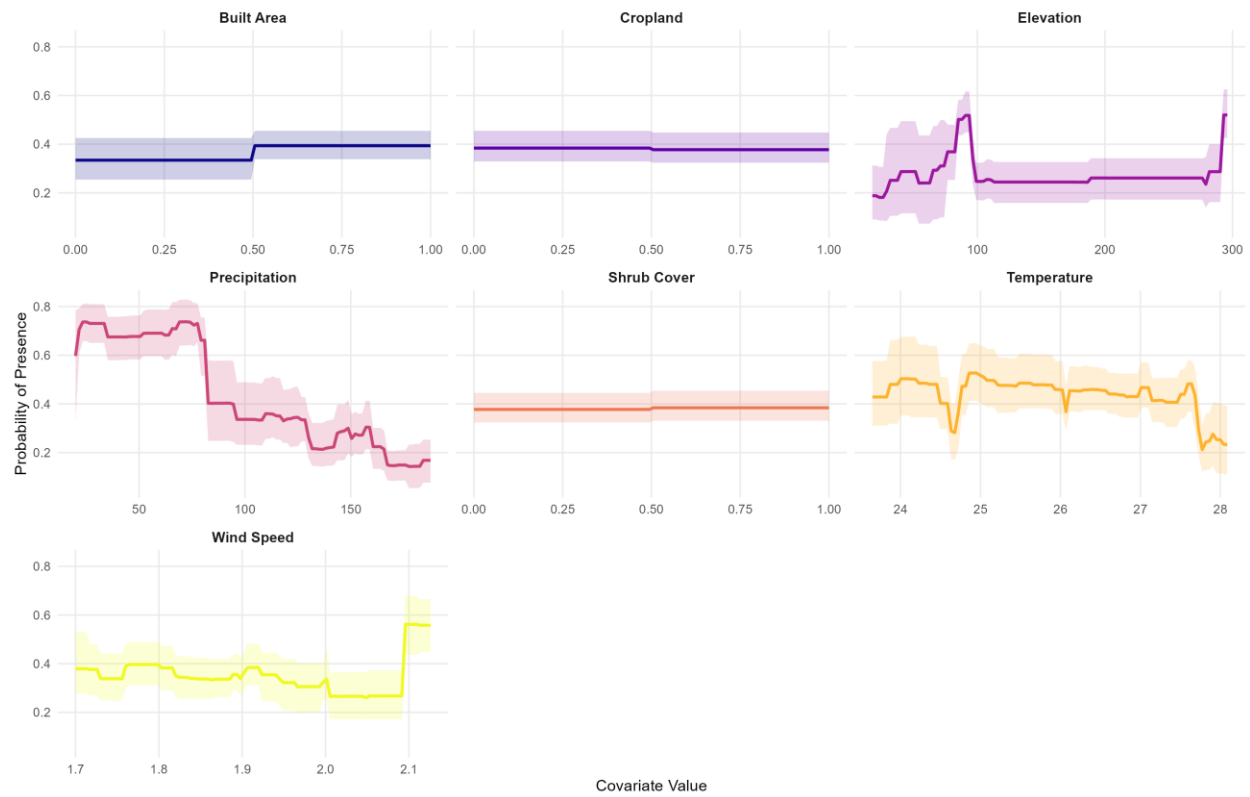 Built Area
Cropland
Elevation
0.8
0.6
0.4
0.2
0.00 0.25 0.50 0.75 1.00
0.00 0.25 0.50 0.75 1.00
100 200 300
Precipitation
Shrub Cover
Temperature
0.8
0.6
0.4
0.2
50 100 150
0.00 0.25 0.50 0.75 1.00
24 25 26 27 28
Probability of Presence
Wind Speed
0.8
0.6
0.4
0.2
1.7 1.8 1.9 2.0 2.1
Covariate Value